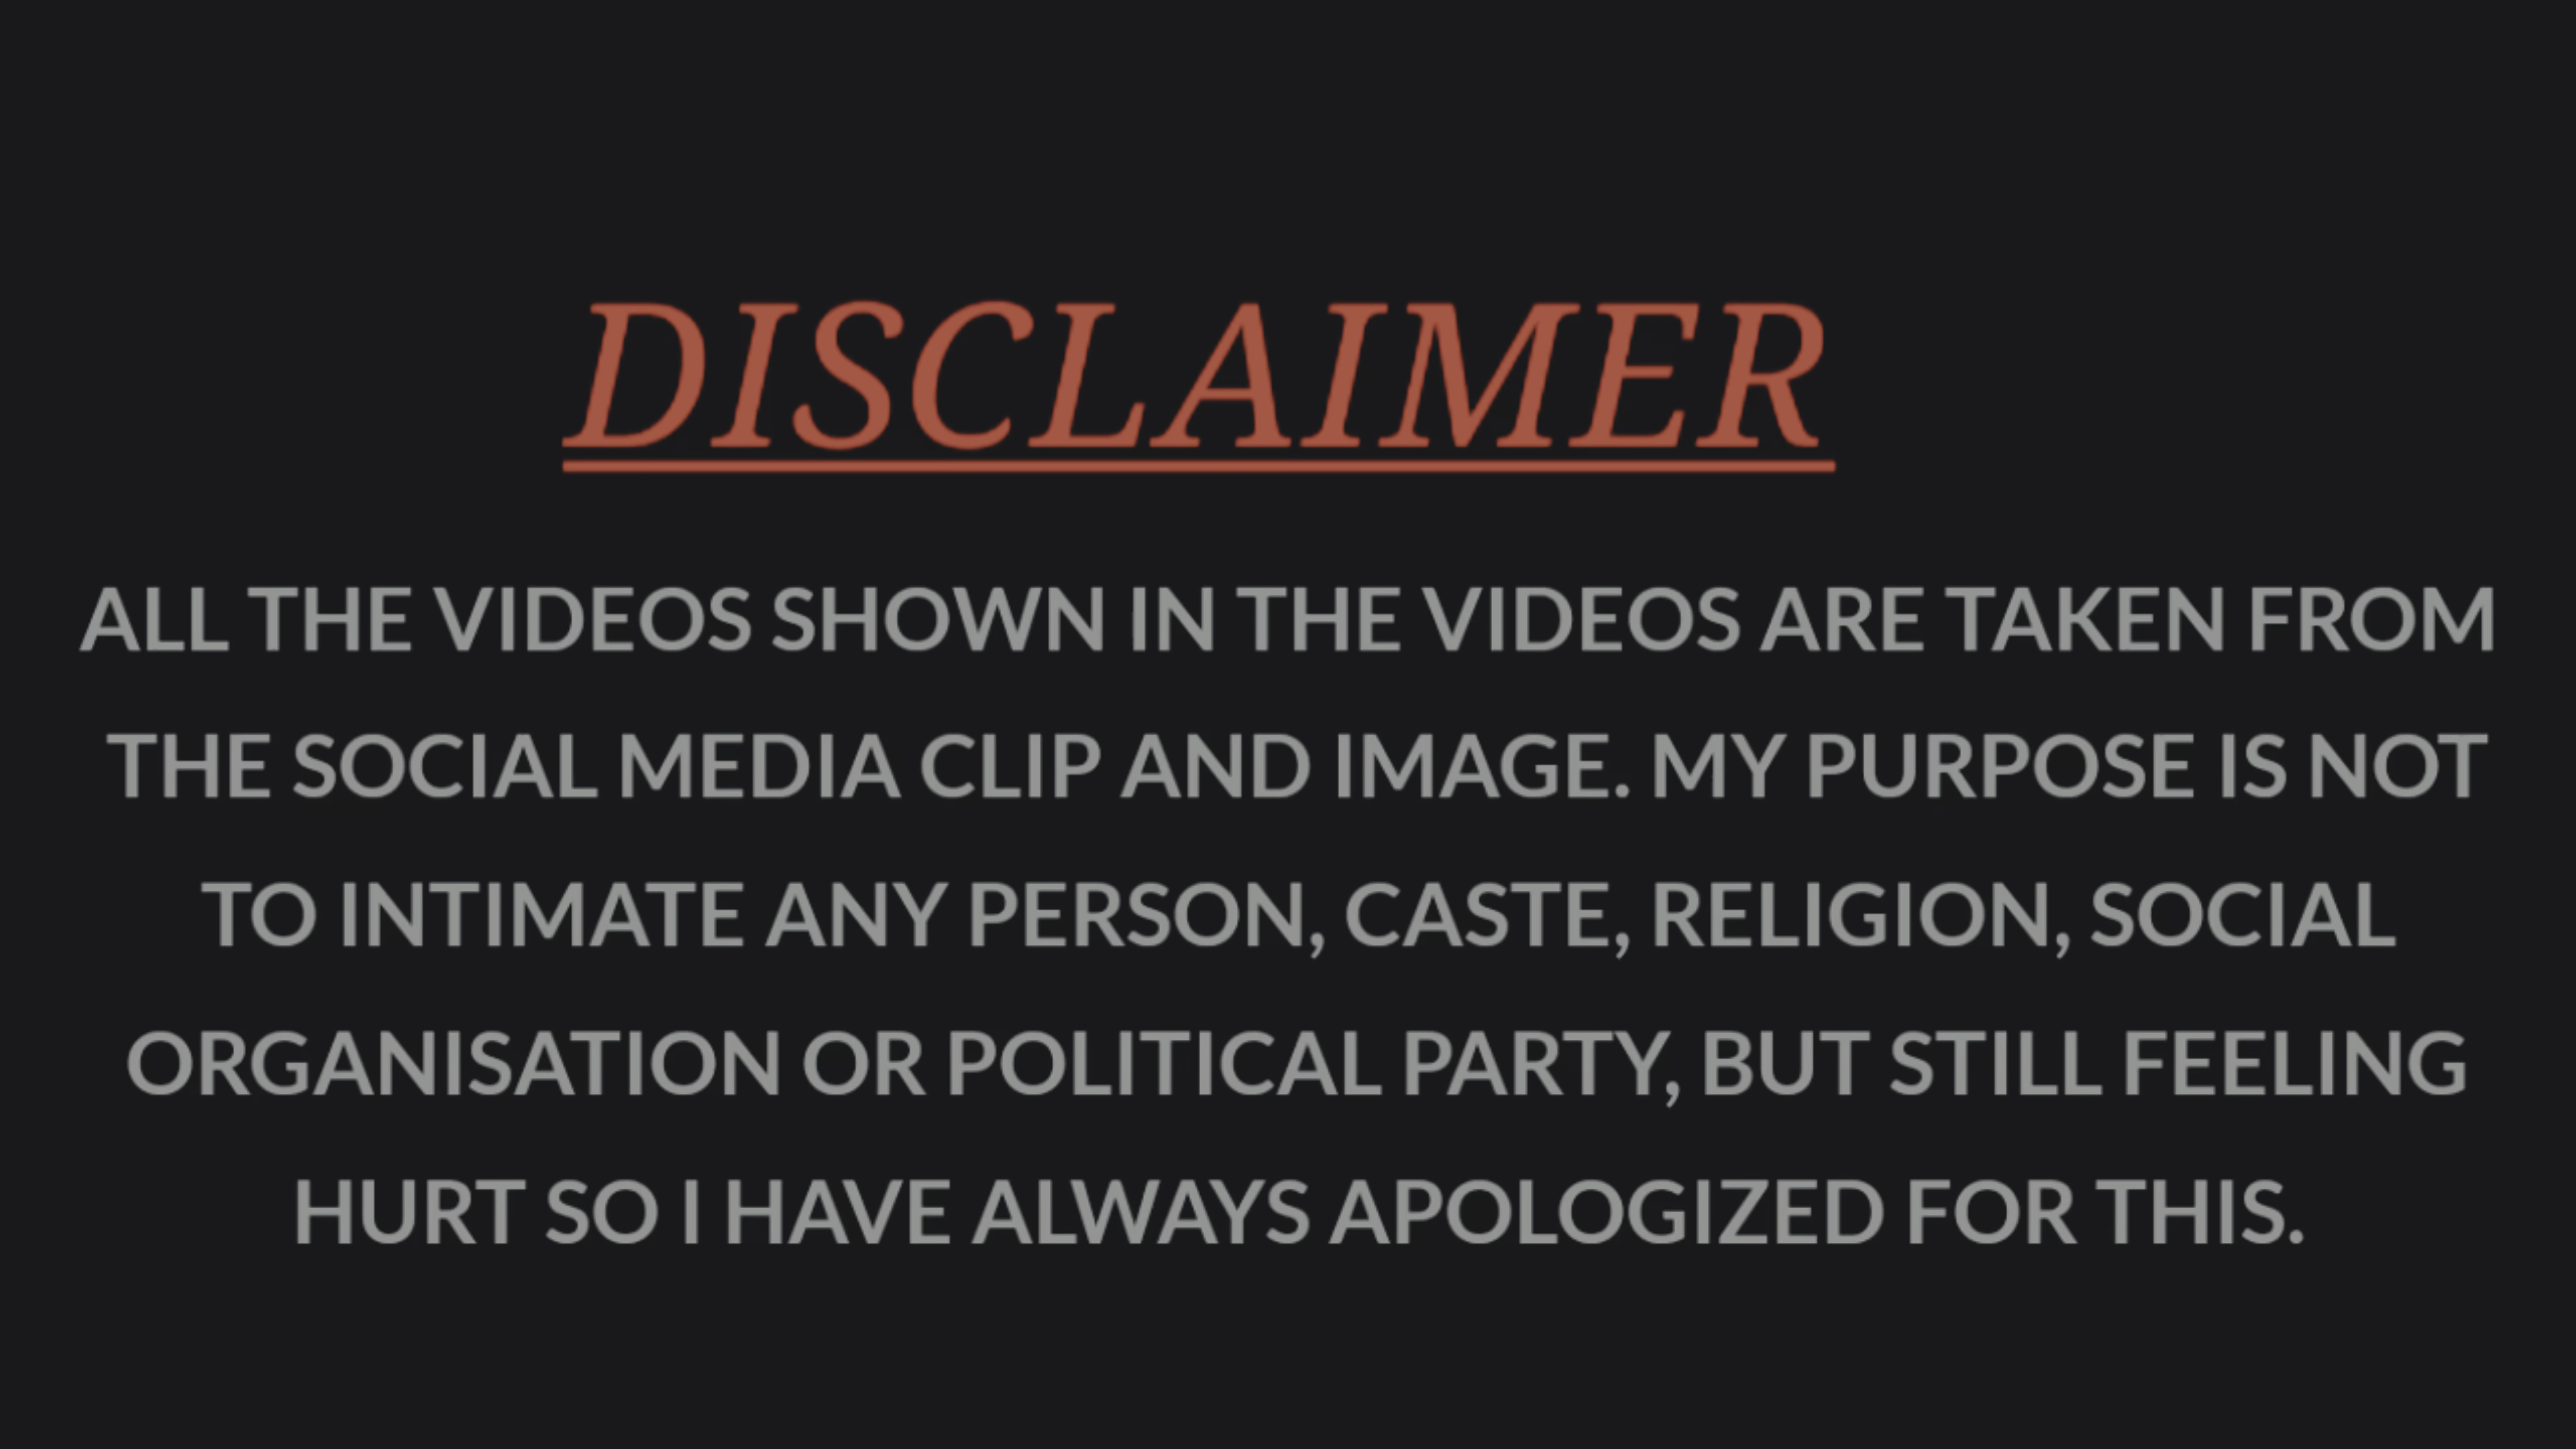 DISCLAIMER
ALL THE VIDEOS SHOWN IN THE VIDEOS ARE TAKEN FROM
THE SOCIAL MEDIA CLIP AND IMAGE. MY PURPOSE IS NOT
TO INTIMATE ANY PERSON, CASTE, RELIGION, SOCIAL
ORGANISATION OR POLITICAL PARTY, BUT STILL FEELING
HURT SO I HAVE ALWAYS APOLOGIZED FOR THIS.